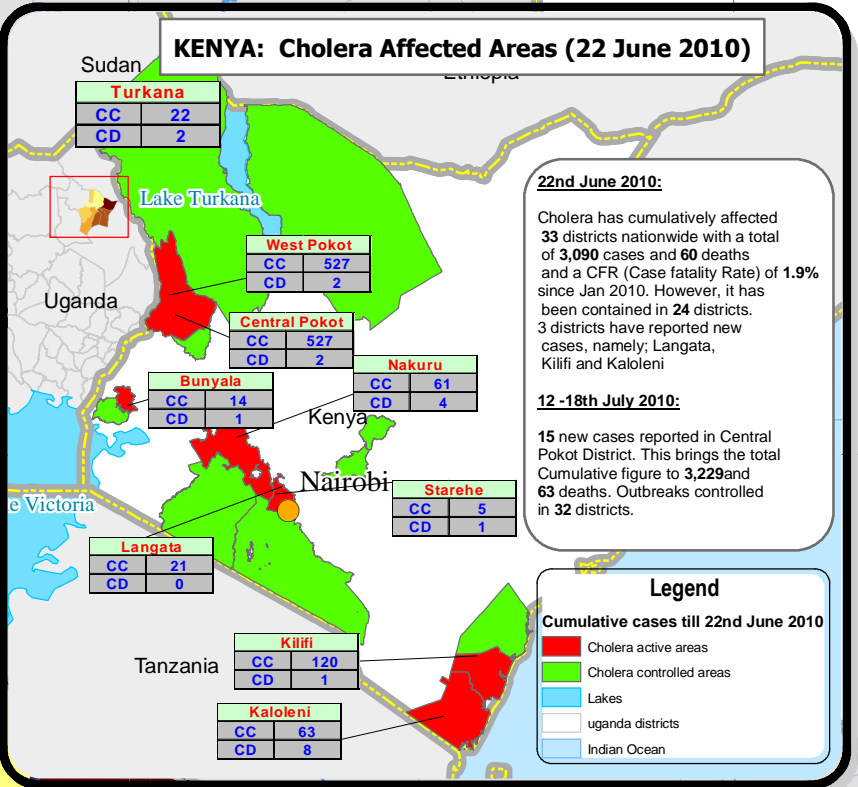 KENYA: Cholera Affected Areas (22 June 2010)
Sudan
Ethiopia
Turkana
CC 22
CD 2
Lake Turkana
West Pokot
CC 527
CD 2
Uganda
Central Pokot
CC 527
CD 2
Nakuru
CC 61
CD 4
Bunyala
CC 14
CD 1
Kenya
Nairobi
Starehe
CC 5
CD 1
e Victoria
Langata
CC 21
CD 0
Kilifi
CC 120
CD 1
Tanzania
Kaloleni
CC 63
CD 8
22nd June 2010:
Cholera has cumulatively affected
33 districts nationwide with a total
of 3,090 cases and 60 deaths
and a CFR (Case fatality Rate) of 1.9%
since Jan 2010. However, it has
been contained in 24 districts.
3 districts have reported new
cases, namely; Langata,
Kilifi and Kaloleni
12 -18th July 2010:
15 new cases reported in Central
Pokot District. This brings the total
Cumulative figure to 3,229and
63 deaths. Outbreaks controlled
in 32 districts.
Legend
Cumulative cases till 22nd June 2010
Cholera active areas
Cholera controlled areas
Lakes
uganda districts
Indian Ocean